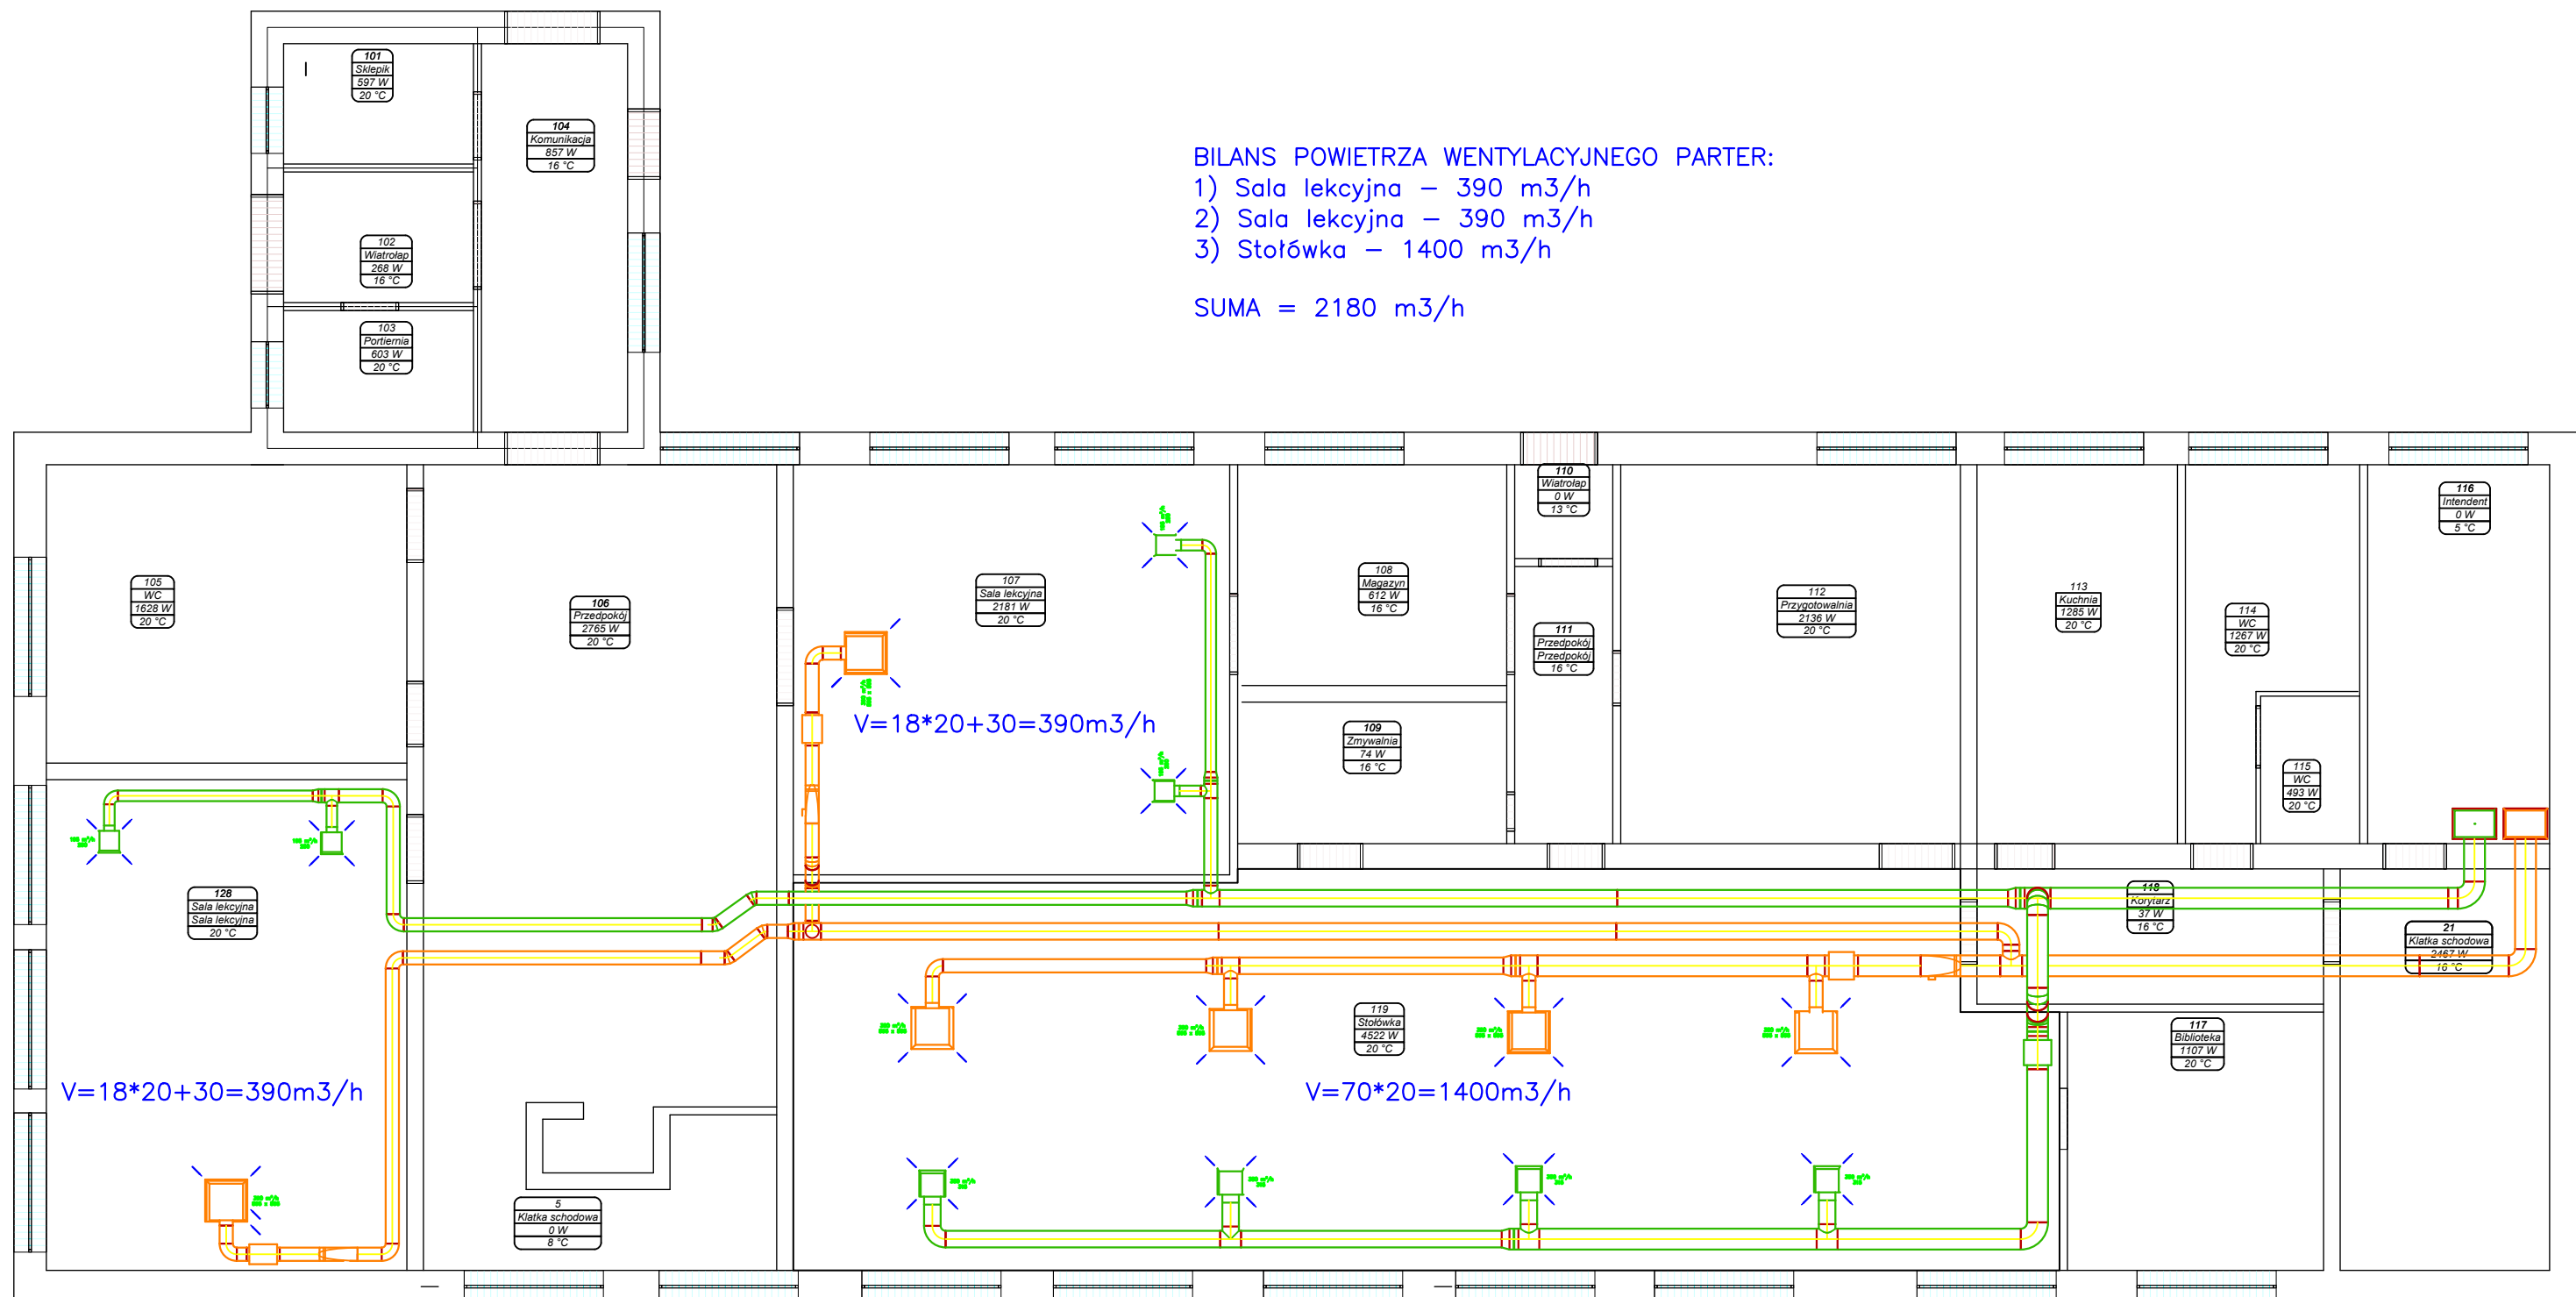 101
Sklepik
597 W
20 °C
104
Komunikacja
857 W
16 °C
BILANS POWIETRZA WENTYLACYJNEGO PARTER:
1) Sala lekcyjna – 390 m3/h
2) Sala lekcyjna – 390 m3/h
3) Stołówka – 1400 m3/h
SUMA = 2180 m3/h
102
Wiatrołap
268 W
16 °C
103
Portiernia
603 W
20 °C
105
WC
1628 W
20 °C
106
Przedpokój
2765 W
20 °C
107
Sala lekcyjna
2181 W
20 °C
108
Magazyn
612 W
16 °C
110
Wiatrołap
0 W
13 °C
111
Przedpokój
Przedpokój
16 °C
112
Przygotowalnia
2136 W
20 °C
113
Kuchnia
1285 W
20 °C
114
WC
1267 W
20 °C
116
Intendent
0 W
5 °C
V=18*20+30=390m3/h
109
Zmywalnia
74 W
16 °C
115
WC
493 W
20 °C
128
Sala lekcyjna
Sala lekcyjna
20 °C
118
Korytarz
37 W
16 °C
21
Klatka schodowa
2467 W
16 °C
119
Stołówka
4522 W
20 °C
117
Biblioteka
1107 W
20 °C
V=18*20+30=390m3/h
V=70*20=1400m3/h
5
Klatka schodowa
0 W
8 °C